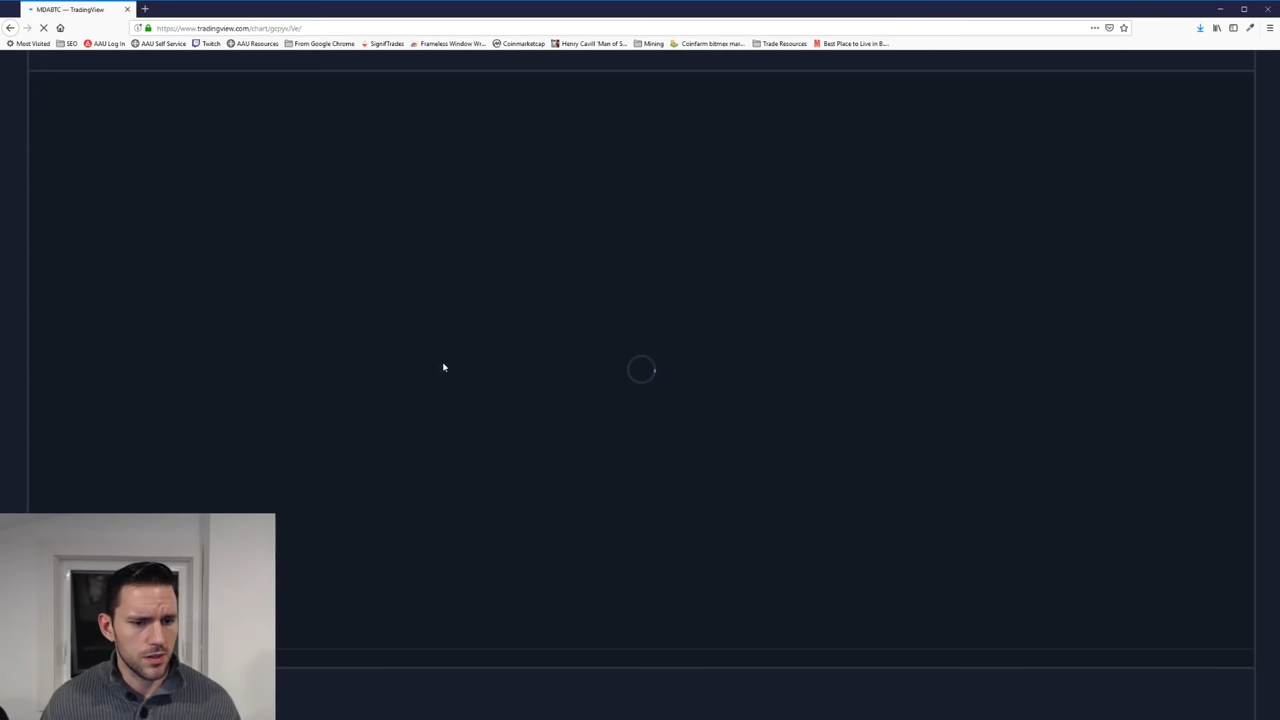 MDABTC — TradingView
https://www.tradingview.com/chart/gcpyxJVe/
Most Visited SEO AAU Log In AAU Self Service Twitch AAU Resources From Google Chrome SignifTrades Frameless Window Wr... Coinmarketcap Henry Cavill 'Man of S... Mining Coinfarm bitmex mar... Trade Resources Best Place to Live in B...